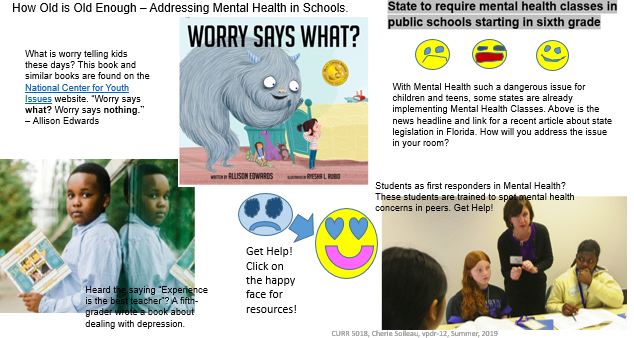 How Old is Old Enough – Addressing Mental Health in Schools.
What is worry telling kids
these days? This book and
similar books are found on the
National Center for Youth
Issues website. “Worry says
what? Worry says nothing.”
– Allison Edwards
WORRY SAYS WHAT?
WRITTEN BY ALLISON EDWARDS
ILLUSTRATED BY AYESHA L. RUBIO
State to require mental health classes in
public schools starting in sixth grade
With Mental Health such a dangerous issue for
children and teens, some states are already
implementing Mental Health Classes. Above is the
news headline and link for a recent article about state
legislation in Florida. How will you address the issue
in your room?
Heard the saying “Experience
is the best teacher”? A fifth-
grader wrote a book about
dealing with depression.
Get Help!
Click on
the happy
face for
resources!
Students as first responders in Mental Health?
These students are trained to spot mental health
concerns in peers. Get Help!
CURR 5018, Cherie Soileau, vpdr-12, Summer, 2019